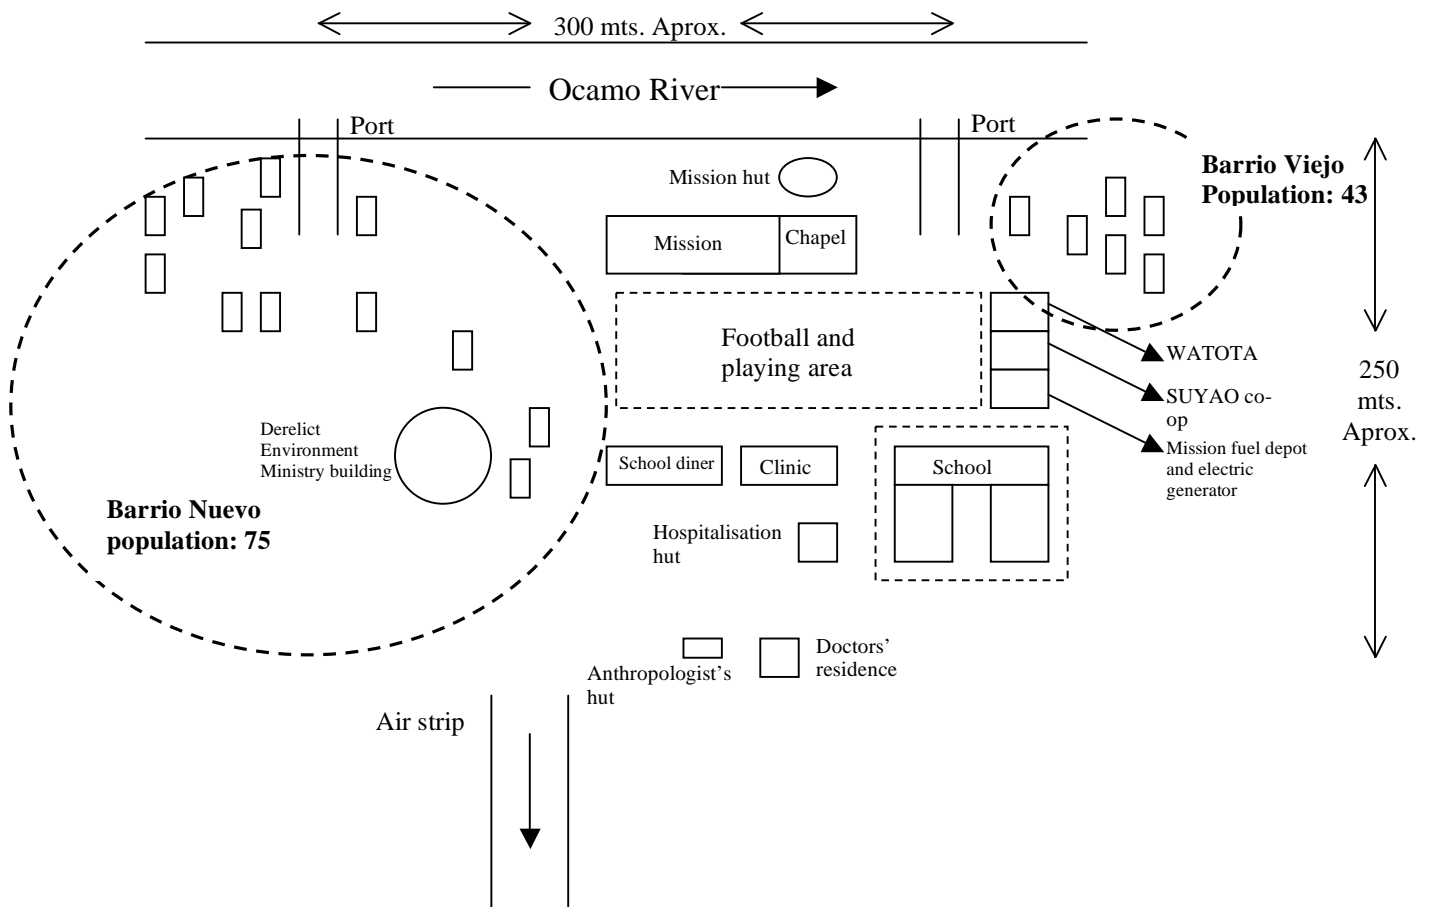 300 mts. Aprox.
Ocamo River
Port
Port
Mission hut
Barrio Viejo
Population: 43
Mission
Chapel
Football and
playing area
WATOTA
SUYAO co-
op
Mission fuel depot
and electric
generator
250
mts.
Aprox.
Derelict
Environment
Ministry building
School diner
Clinic
School
Barrio Nuevo
population: 75
Hospitalisation
hut
Anthropologist's
hut
Doctors'
residence
Air strip